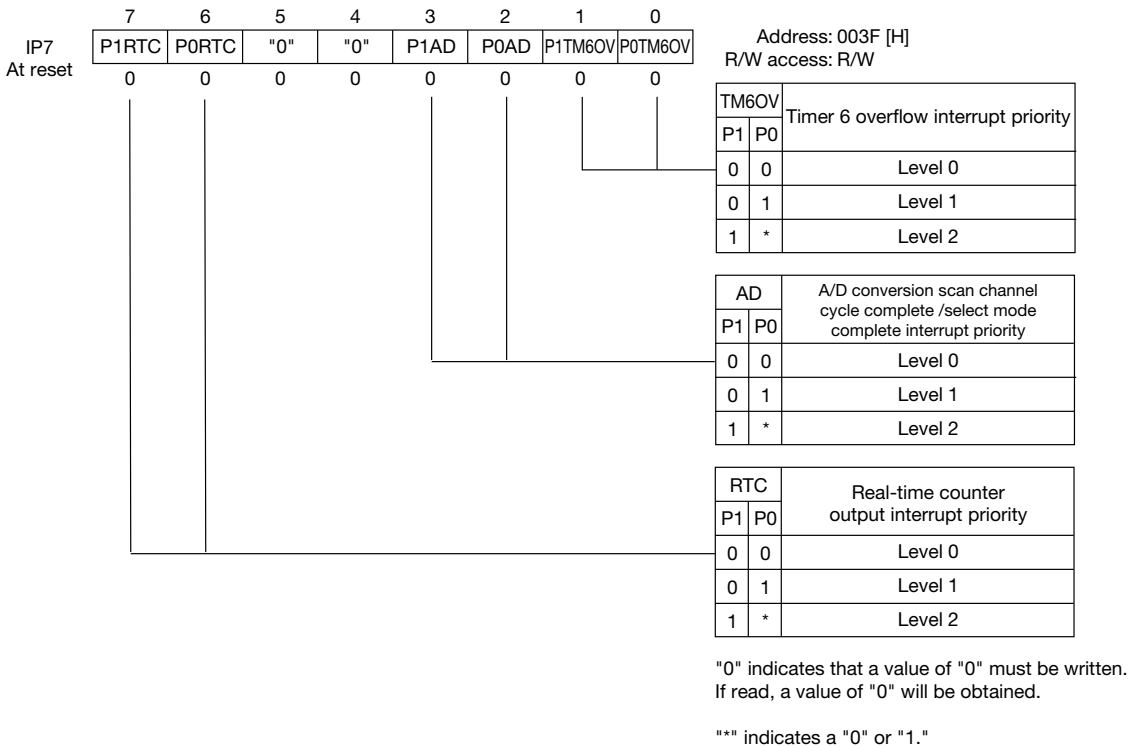 7 6 5 4 3 2 1 0
IP7 P1RTC P0RTC "0" "0" P1AD P0AD P1TM6OV P0TM6OV
At reset 0 0 0 0 0 0 0 0
Address: 003F [H]
R/W access: R/W
TM6OV Timer 6 overflow interrupt priority
P1 P0
0 0 Level 0
0 1 Level 1
1 * Level 2
AD
P1 P0
A/D conversion scan channel
cycle complete /select mode
complete interrupt priority
0 0 Level 0
0 1 Level 1
1 * Level 2
RTC
P1 P0
Real-time counter
output interrupt priority
0 0 Level 0
0 1 Level 1
1 * Level 2
"0" indicates that a value of "0" must be written.
If read, a value of "0" will be obtained.
"*" indicates a "0" or "1."